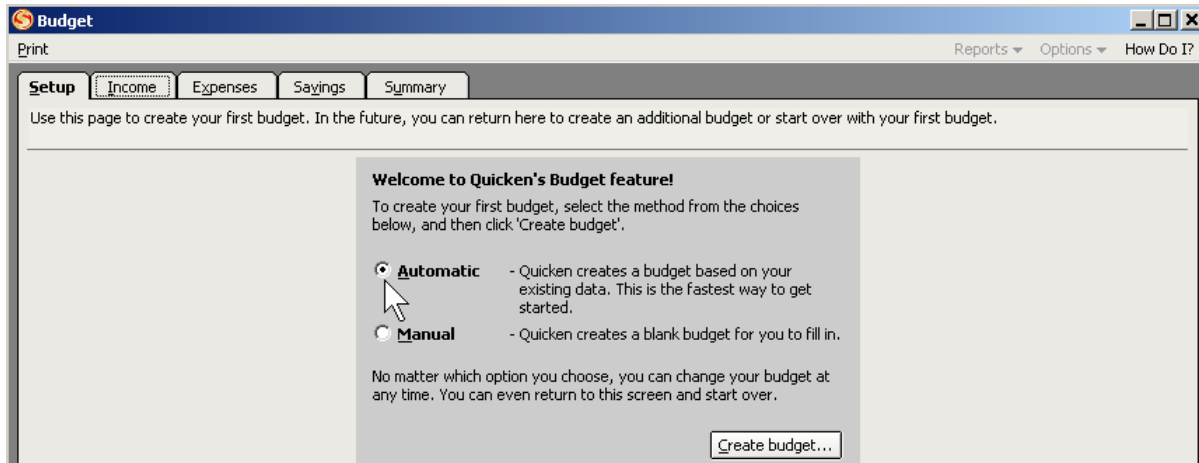 Budget
Print Reports Options How Do I?
Setup Income Expenses Savings Summary
Use this page to create your first budget. In the future, you can return here to create an additional budget or start over with your first budget.
Welcome to Quicken's Budget feature!
To create your first budget, select the method from the choices
below, and then click 'Create budget'.
Automatic - Quicken creates a budget based on your
existing data. This is the fastest way to get
started.
Manual - Quicken creates a blank budget for you to fill in.
No matter which option you choose, you can change your budget at
any time. You can even return to this screen and start over.
Create budget...